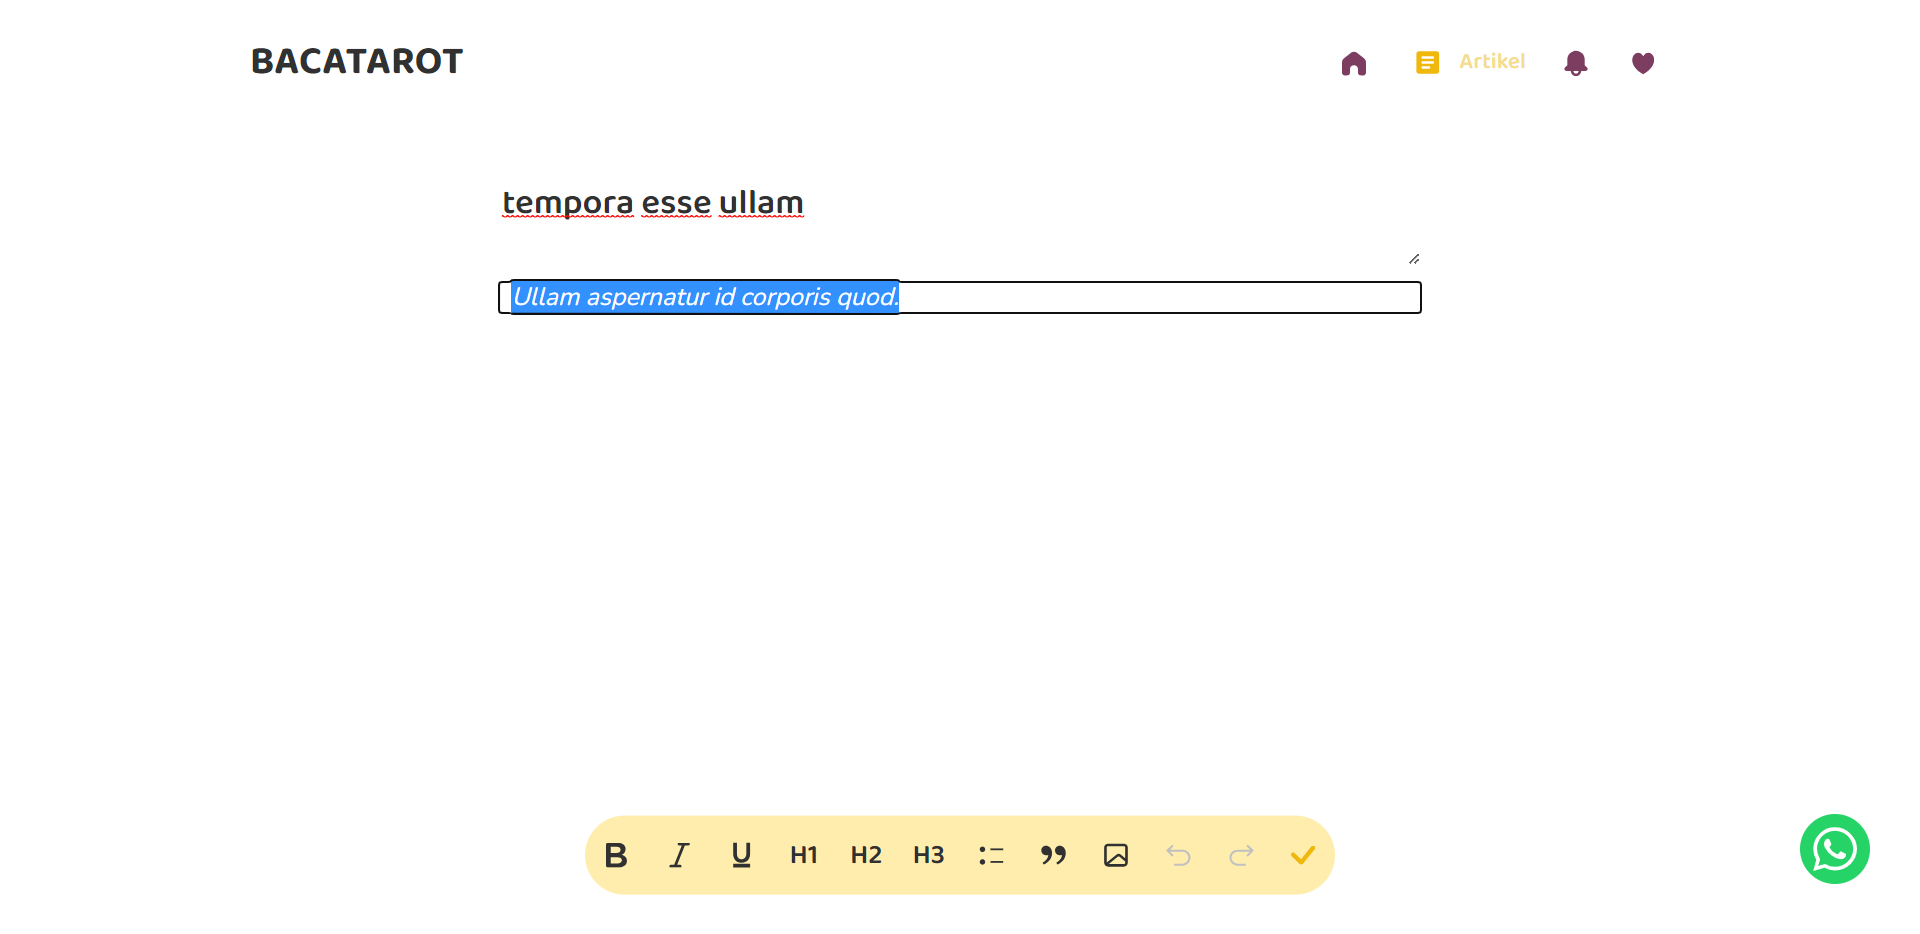 BACATAROT
Artikel
tempora esse ullam
Ullam aspernatur id corporis quod.
B I U H1 H2 H3